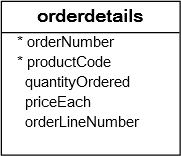 orderdetails
* orderNumber
* productCode
quantityOrdered
priceEach
orderLineNumber